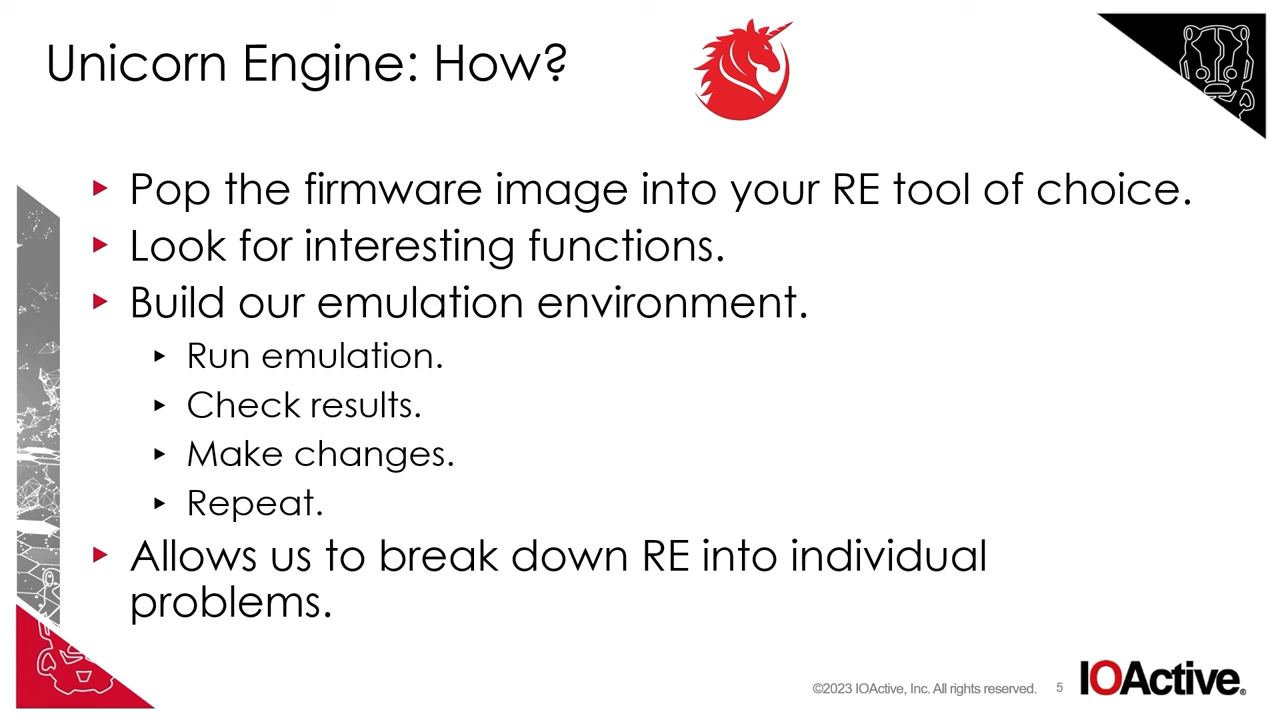 Unicorn Engine: How?
Pop the firmware image into your RE tool of choice.
Look for interesting functions.
Build our emulation environment.
Run emulation.
Check results.
Make changes.
Repeat.
Allows us to break down RE into individual
problems.
©2023 IOActive, Inc. All rights reserved. 5
IOActive®